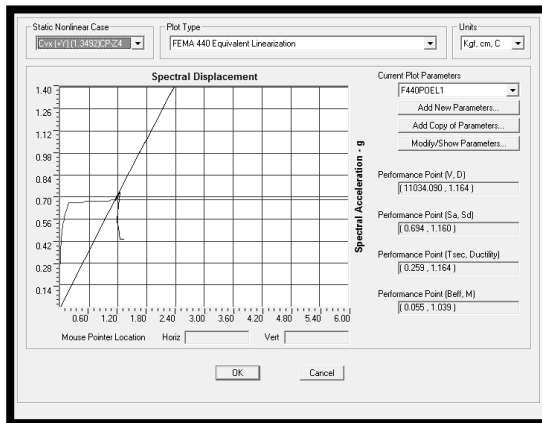 Static Nonlinear Case
Cvx (+Y) (1.3492)CP-Z4
Plot Type
FEMA 440 Equivalent Linearization
Units
Kgf, cm, C
Spectral Displacement
1.40
1.26
1.12
0.98
0.84
0.70
0.56
0.42
0.28
0.14
0.60 1.20 1.80 2.40 3.00 3.60 4.20 4.80 5.40 6.00
Spectral Acceleration - g
Mouse Pointer Location Horiz Vert
Current Plot Parameters
F440PDEL1
Add New Parameters...
Add Copy of Parameters...
Modify/Show Parameters...
Performance Point (V, D)
( 11034.090 , 1.164 )
Performance Point (Sa, Sd)
( 0.694 , 1.160 )
Performance Point (Tsec, Ductility)
( 0.259 , 1.164 )
Performance Point (Beff, M)
( 0.055 , 1.039 )
OK
Cancel